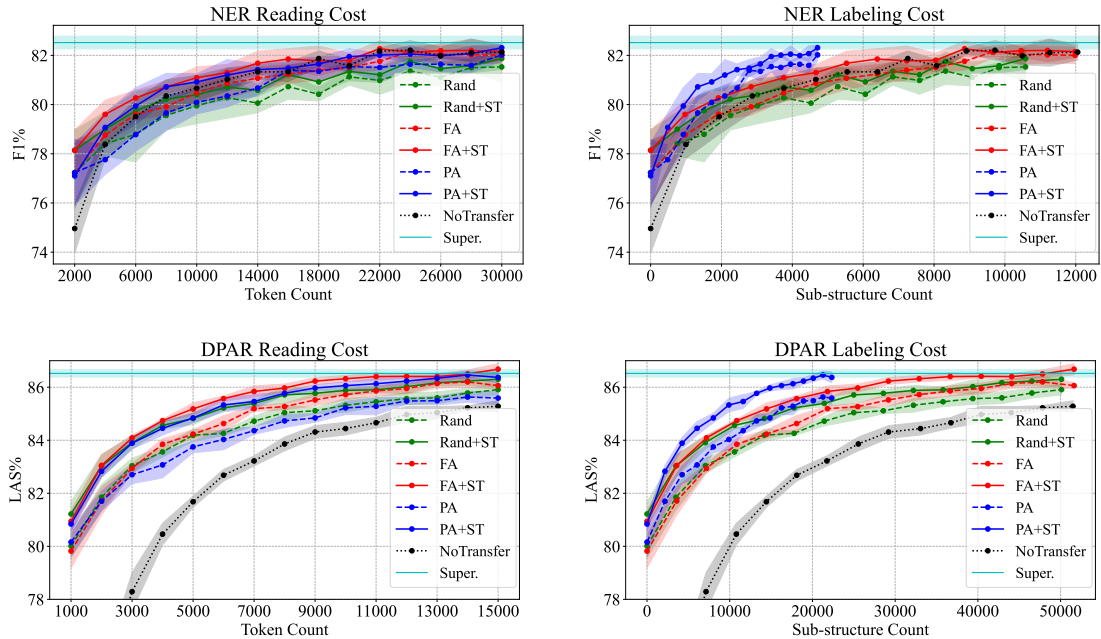 NER Reading Cost
82
80
78
76
74
F1%
2000 6000 10000 14000 18000 22000 26000 30000
Token Count
Rand
Rand+ST
FA
FA+ST
PA
PA+ST
NoTransfer
Super.
NER Labeling Cost
82
80
78
76
74
F1%
0 2000 4000 6000 8000 10000 12000
Sub-structure Count
Rand
Rand+ST
FA
FA+ST
PA
PA+ST
NoTransfer
Super.
DPAR Reading Cost
86
84
82
80
78
LAS%
1000 3000 5000 7000 9000 11000 13000 15000
Token Count
Rand
Rand+ST
FA
FA+ST
PA
PA+ST
NoTransfer
Super.
DPAR Labeling Cost
86
84
82
80
78
LAS%
0 10000 20000 30000 40000 50000
Sub-structure Count
Rand
Rand+ST
FA
FA+ST
PA
PA+ST
NoTransfer
Super.